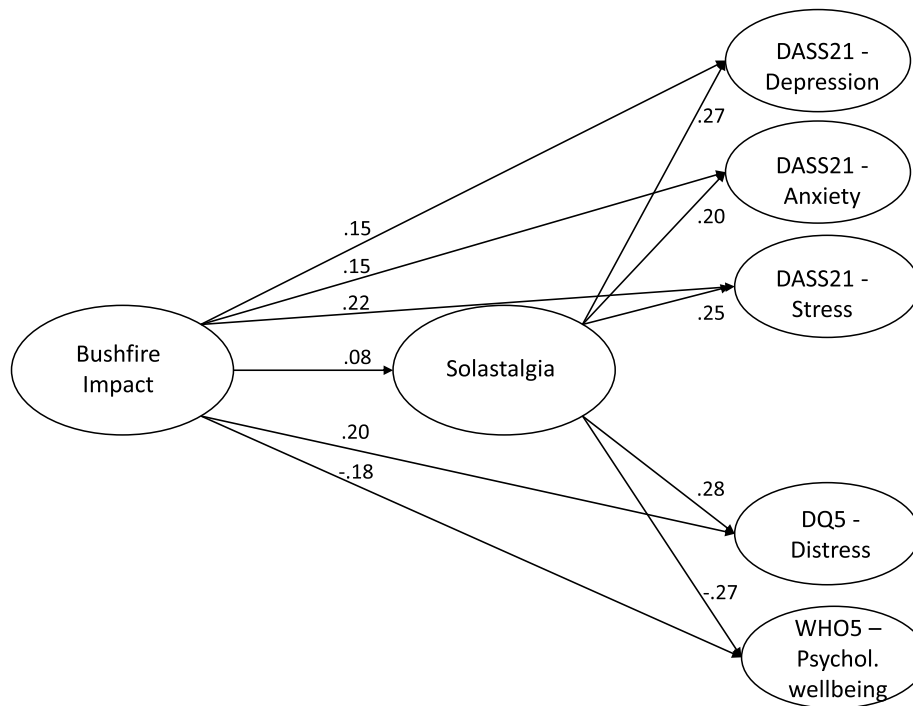 DASS21 -
Depression
.27
DASS21 -
Anxiety
.20
.15
.15
DASS21 -
Stress
.22
.25
Bushfire
Impact
.08
Solastalgia
.20
-.18
.28
DQ5 -
Distress
-.27
WHO5 –
Psychol.
wellbeing